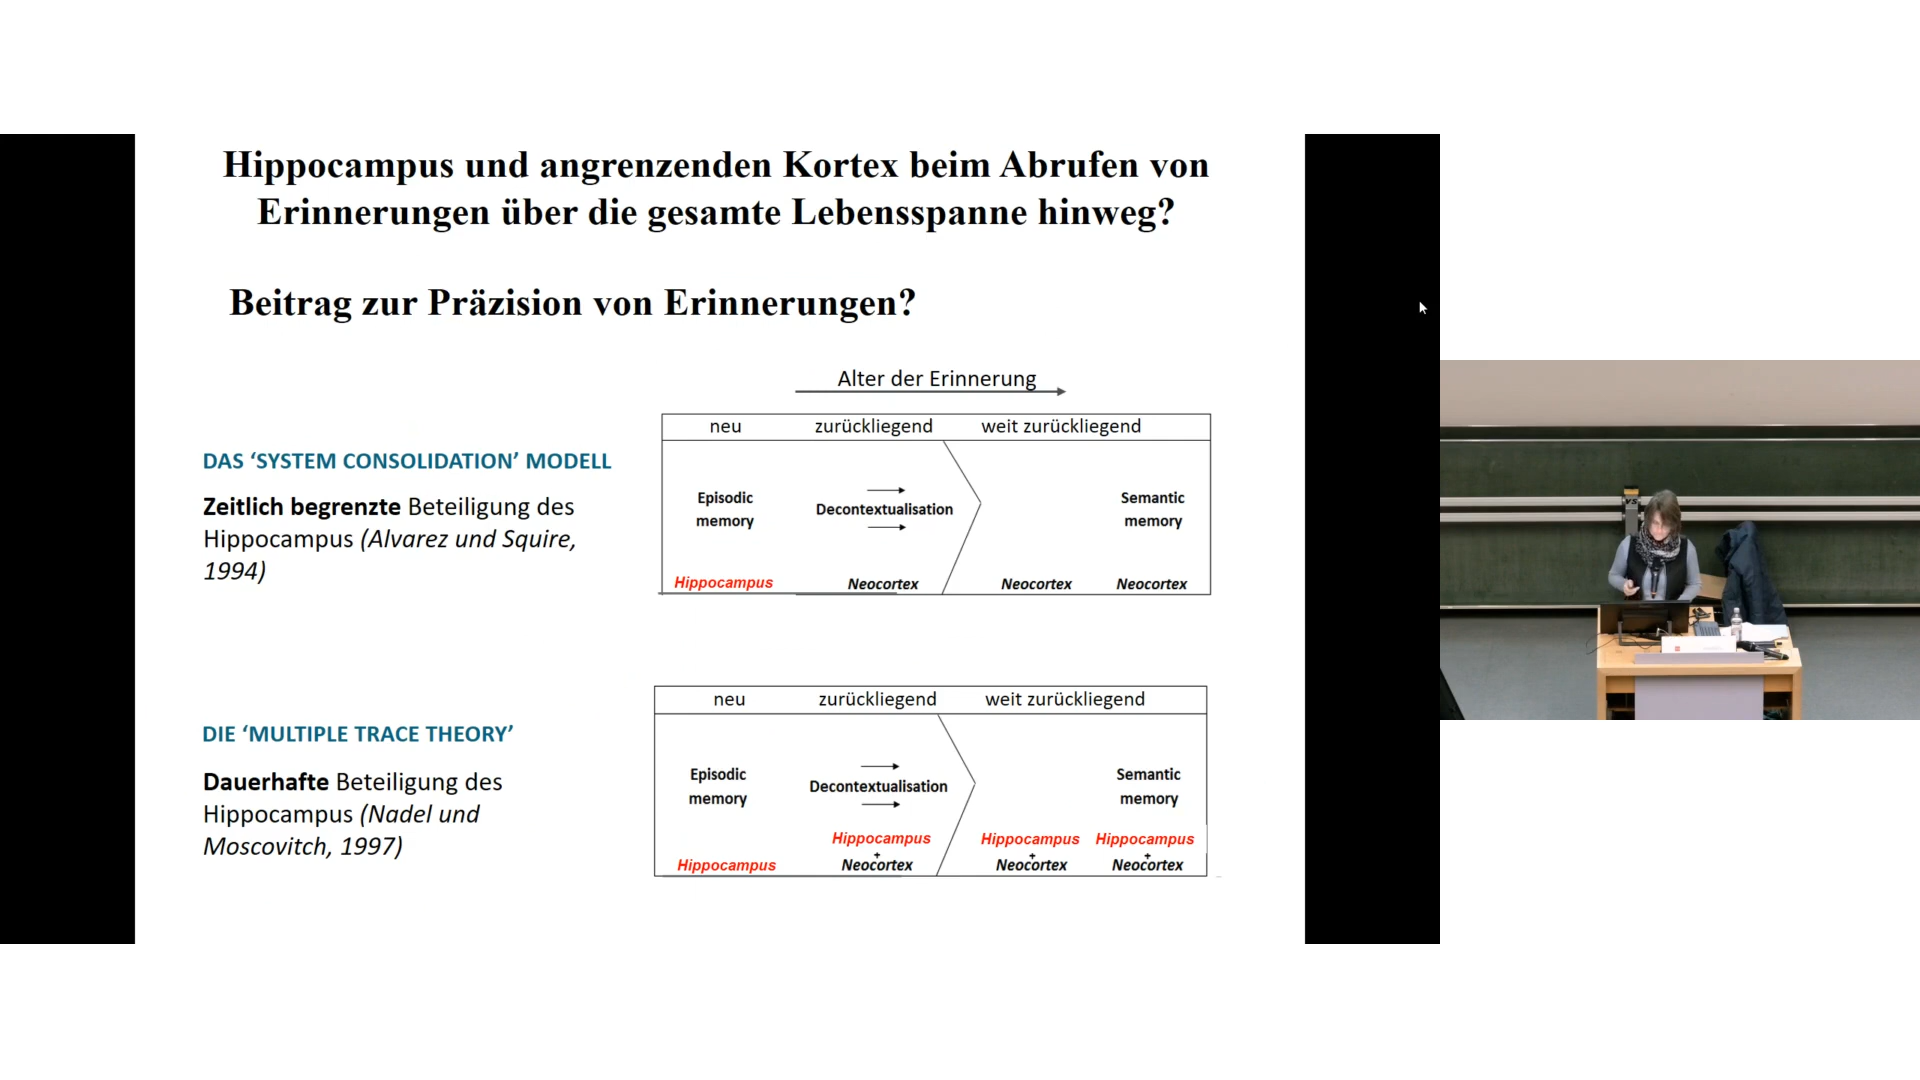 Hippocampus und angrenzenden Kortex beim Abrufen von
Erinnerungen über die gesamte Lebensspanne hinweg?
Beitrag zur Präzision von Erinnerungen?
Alter der Erinnerung
neu zurückliegend weit zurückliegend
DAS ‘SYSTEM CONSOLIDATION’ MODELL
Zeitlich begrenzte Beteiligung des
Hippocampus (Alvarez und Squire,
1994)
Episodic
memory
Decontextualisation
Semantic
memory
Hippocampus Neocortex Neocortex Neocortex
neu zurückliegend weit zurückliegend
DIE ‘MULTIPLE TRACE THEORY’
Dauerhafte Beteiligung des
Hippocampus (Nadel und
Moscovitch, 1997)
Episodic
memory
Decontextualisation
Semantic
memory
Hippocampus Hippocampus Hippocampus
+ + +
Hippocampus Neocortex Neocortex Neocortex